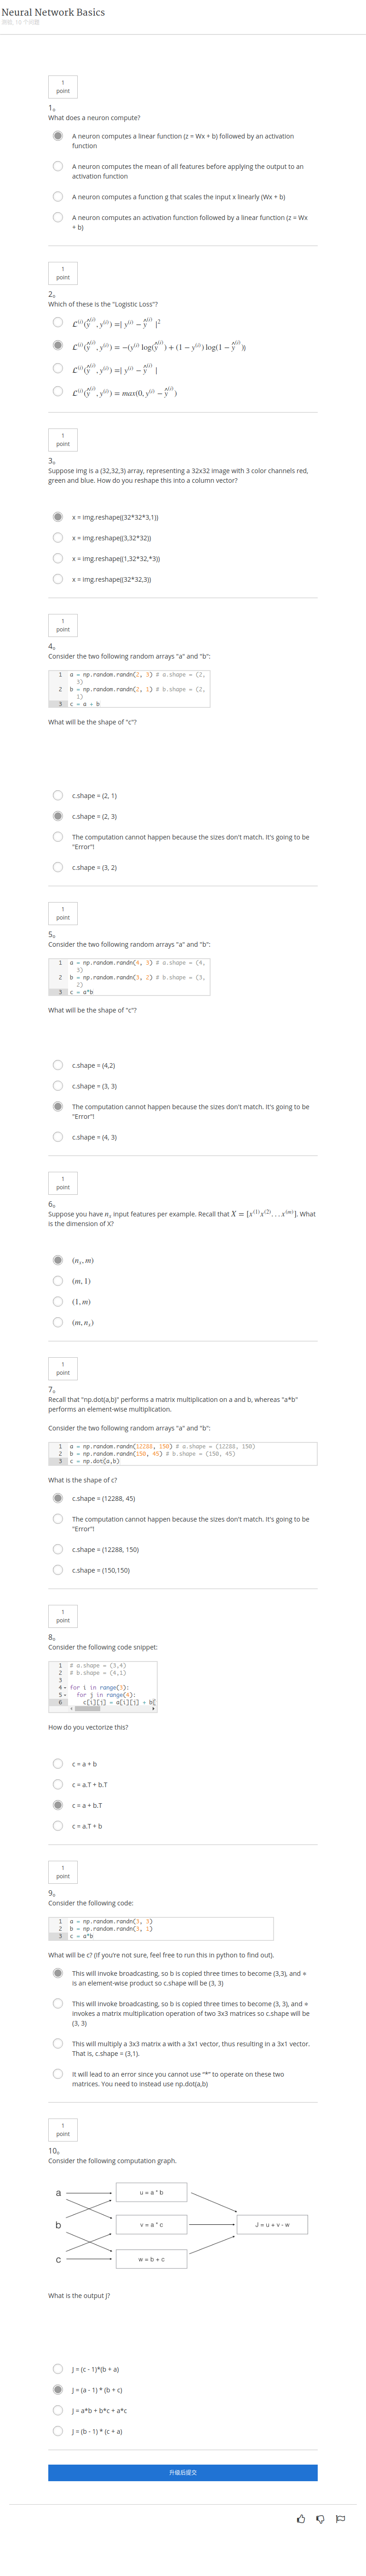 Neural Network Basics
测验, 10 个问题
1
point
1。
What does a neuron compute?
A neuron computes a linear function (z = Wx + b) followed by an activation
function
A neuron computes the mean of all features before applying the output to an
activation function
A neuron computes a function g that scales the input x linearly (Wx + b)
A neuron computes an activation function followed by a linear function (z = Wx
+ b)
1
point
2。
Which of these is the "Logistic Loss"?
ℒ⁽ⁱ⁾(ŷ⁽ⁱ⁾, y⁽ⁱ⁾) =| y⁽ⁱ⁾ − ŷ⁽ⁱ⁾ |²
ℒ⁽ⁱ⁾(ŷ⁽ⁱ⁾, y⁽ⁱ⁾) = −(y⁽ⁱ⁾ log(ŷ⁽ⁱ⁾) + (1 − y⁽ⁱ⁾) log(1 − ŷ⁽ⁱ⁾))
ℒ⁽ⁱ⁾(ŷ⁽ⁱ⁾, y⁽ⁱ⁾) =| y⁽ⁱ⁾ − ŷ⁽ⁱ⁾ |
ℒ⁽ⁱ⁾(ŷ⁽ⁱ⁾, y⁽ⁱ⁾) = max(0, y⁽ⁱ⁾ − ŷ⁽ⁱ⁾)
1
point
3。
Suppose img is a (32,32,3) array, representing a 32x32 image with 3 color channels red,
green and blue. How do you reshape this into a column vector?
x = img.reshape((32*32*3,1))
x = img.reshape((3,32*32))
x = img.reshape((1,32*32,*3))
x = img.reshape((32*32,3))
1
point
4。
Consider the two following random arrays "a" and "b":
1 a = np.random.randn(2, 3) # a.shape = (2,
3)
2 b = np.random.randn(2, 1) # b.shape = (2,
1)
3 c = a + b
What will be the shape of "c"?
c.shape = (2, 1)
c.shape = (2, 3)
The computation cannot happen because the sizes don't match. It's going to be
"Error"!
c.shape = (3, 2)
1
point
5。
Consider the two following random arrays "a" and "b":
1 a = np.random.randn(4, 3) # a.shape = (4,
3)
2 b = np.random.randn(3, 2) # b.shape = (3,
2)
3 c = a*b
What will be the shape of "c"?
c.shape = (4,2)
c.shape = (3, 3)
The computation cannot happen because the sizes don't match. It's going to be
"Error"!
c.shape = (4, 3)
1
point
6。
Suppose you have nₓ input features per example. Recall that X = [x⁽¹⁾x⁽²⁾...x⁽ᵐ⁾]. What
is the dimension of X?
(nₓ, m)
(m, 1)
(1, m)
(m, nₓ)
1
point
7。
Recall that "np.dot(a,b)" performs a matrix multiplication on a and b, whereas "a*b"
performs an element-wise multiplication.
Consider the two following random arrays "a" and "b":
1 a = np.random.randn(12288, 150) # a.shape = (12288, 150)
2 b = np.random.randn(150, 45) # b.shape = (150, 45)
3 c = np.dot(a,b)
What is the shape of c?
c.shape = (12288, 45)
The computation cannot happen because the sizes don't match. It's going to be
"Error"!
c.shape = (12288, 150)
c.shape = (150,150)
1
point
8。
Consider the following code snippet:
1 # a.shape = (3,4)
2 # b.shape = (4,1)
3
4 for i in range(3):
5 for j in range(4):
6 c[i][j] = a[i][j] + b[
How do you vectorize this?
c = a + b
c = a.T + b.T
c = a + b.T
c = a.T + b
1
point
9。
Consider the following code:
1 a = np.random.randn(3, 3)
2 b = np.random.randn(3, 1)
3 c = a*b
What will be c? (If you're not sure, feel free to run this in python to find out).
This will invoke broadcasting, so b is copied three times to become (3,3), and ∗
is an element-wise product so c.shape will be (3, 3)
This will invoke broadcasting, so b is copied three times to become (3, 3), and ∗
invokes a matrix multiplication operation of two 3x3 matrices so c.shape will be
(3, 3)
This will multiply a 3x3 matrix a with a 3x1 vector, thus resulting in a 3x1 vector.
That is, c.shape = (3,1).
It will lead to an error since you cannot use "*" to operate on these two
matrices. You need to instead use np.dot(a,b)
1
point
10。
Consider the following computation graph.
a
u = a * b
b
v = a * c
J = u + v - w
c
w = b + c
What is the output J?
J = (c - 1)*(b + a)
J = (a - 1) * (b + c)
J = a*b + b*c + a*c
J = (b - 1) * (c + a)
升级后提交